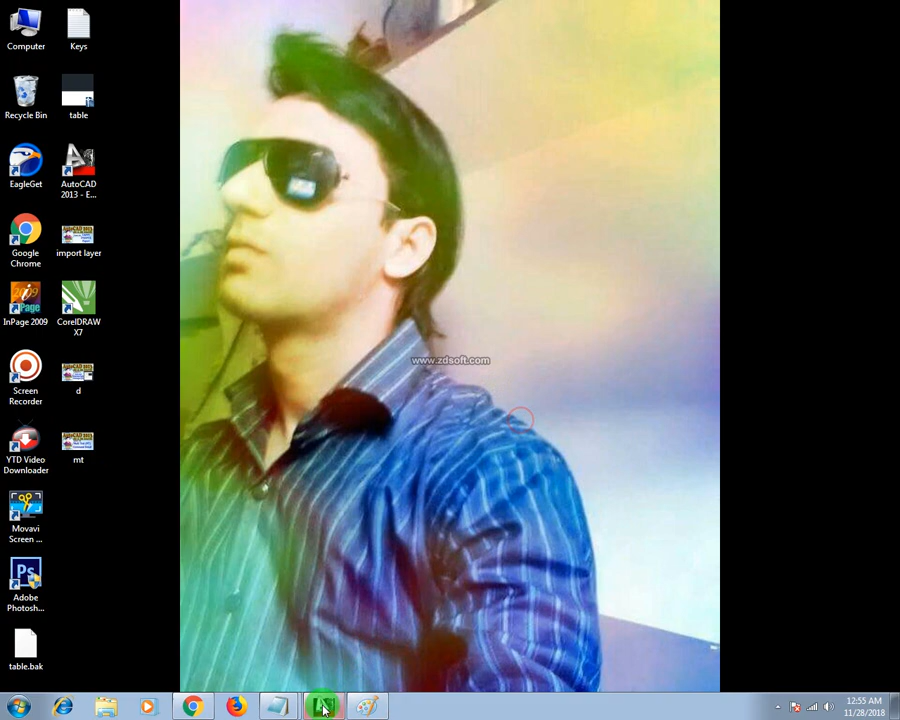 Computer
Keys
Recycle Bin
table
EagleGet
AutoCAD
2013 - E...
Google
Chrome
import layer
InPage 2009
CorelDRAW
X7
www.zdsoft.com
Screen
Recorder
d
YTD Video
Downloader
mt
Movavi
Screen ...
Adobe
Photosh...
table.bak
12:55 AM
11/28/2018